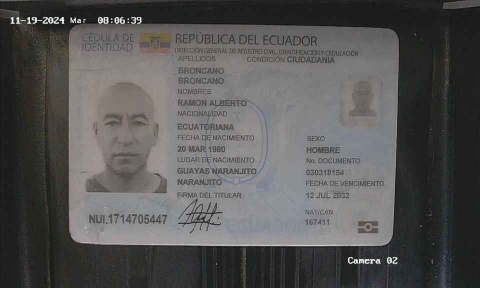 11-19-2024 Mar 08:06:39
CÉDULA DE IDENTIDAD
REPÚBLICA DEL ECUADOR
DIRECCIÓN GENERAL DE REGISTRO CIVIL, IDENTIFICACIÓN Y CEDULACIÓN
APELLIDOS CONDICIÓN CIUDADANÍA
BRONCANO
BRONCANO
NOMBRES
RAMON ALBERTO
NACIONALIDAD
ECUATORIANA
FECHA DE NACIMIENTO
20 MAR 1980
LUGAR DE NACIMIENTO
GUAYAS NARANJITO
NARANJITO
FIRMA DEL TITULAR
SEXO
HOMBRE
No. DOCUMENTO
030318154
FECHA DE VENCIMIENTO
12 JUL 2032
NAT/CAN
167411
NUI.1714705447
Camera 02